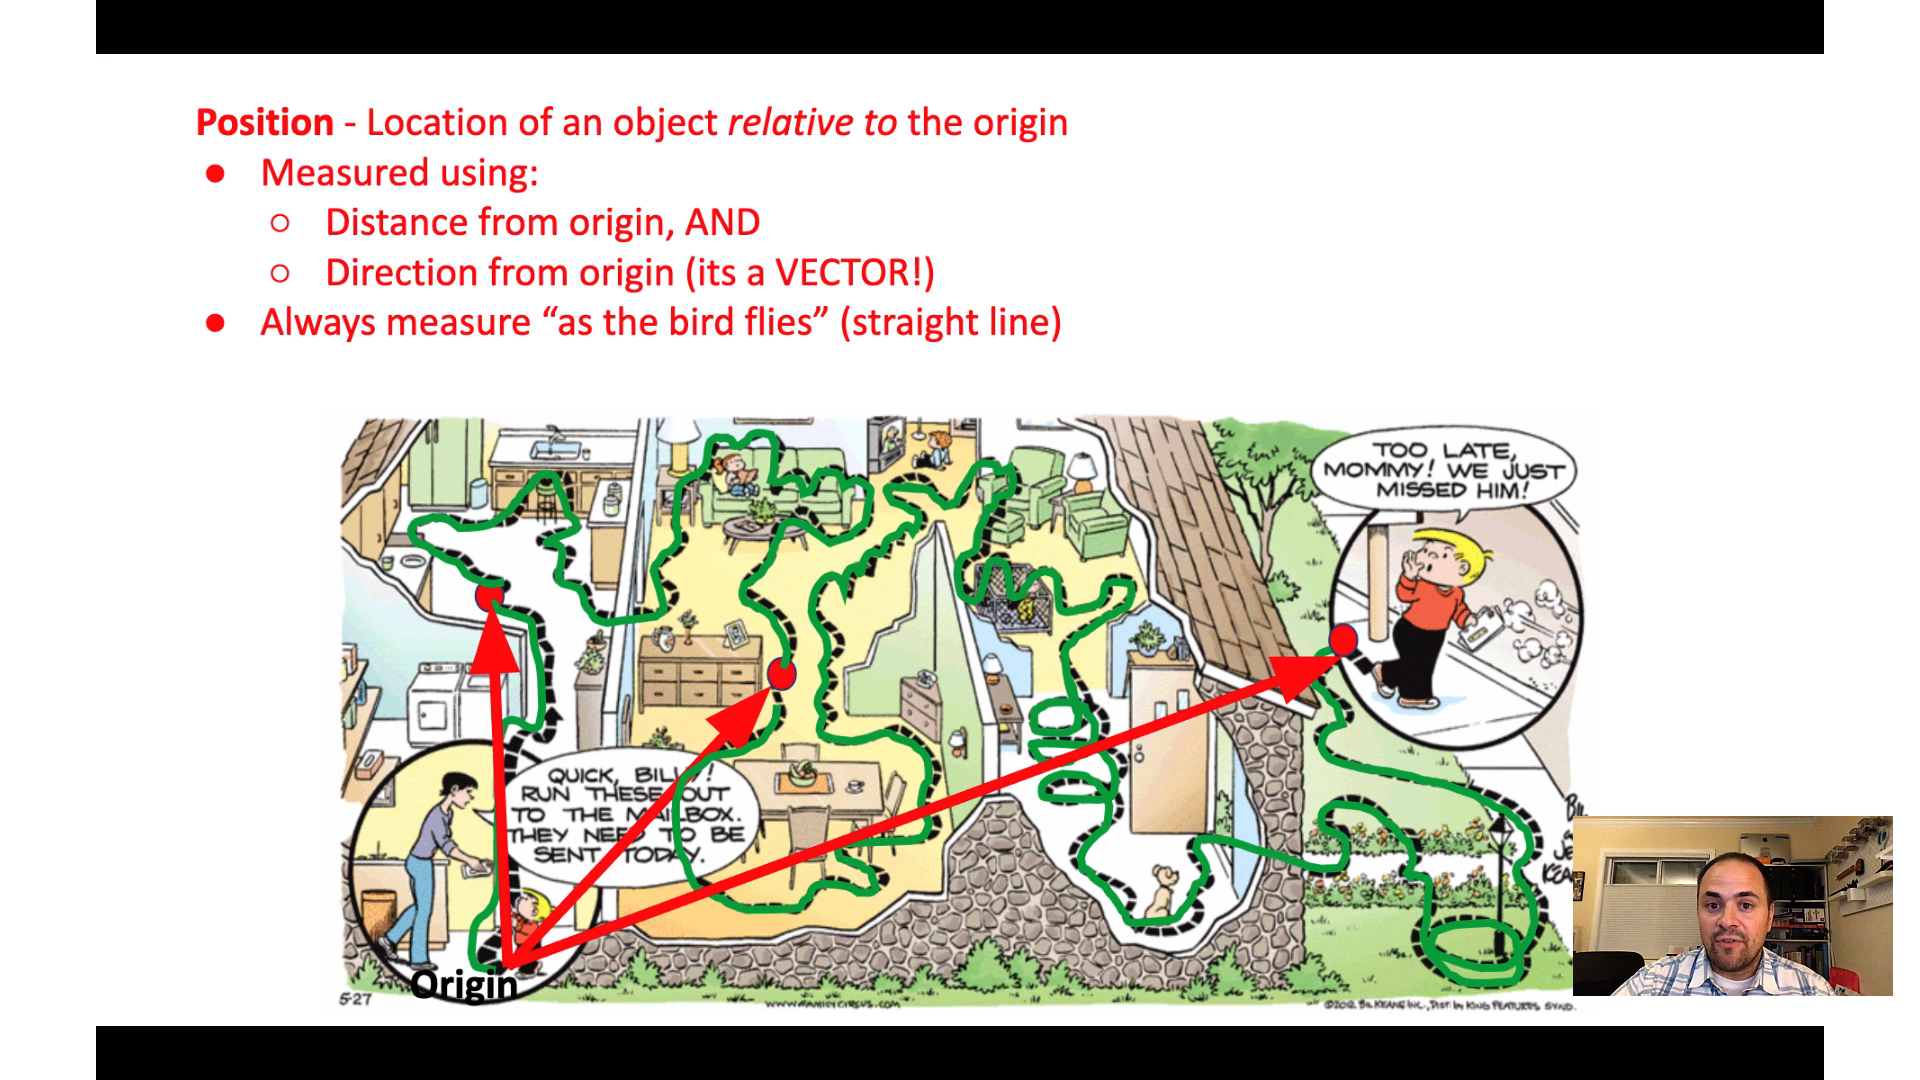 Position - Location of an object relative to the origin
● Measured using:
○ Distance from origin, AND
○ Direction from origin (its a VECTOR!)
● Always measure “as the bird flies” (straight line)
TOO LATE,
MOMMY! WE JUST
MISSED HIM!
QUICK, BILLY!
RUN THESE OUT
TO THE MAILBOX.
THEY NEED TO BE
SENT TODAY.
Origin
5-27
WWW.FAMILYCIRCUS.COM
©2012 BIL KEANE, INC., DIST. by KING FEATURES SYND.